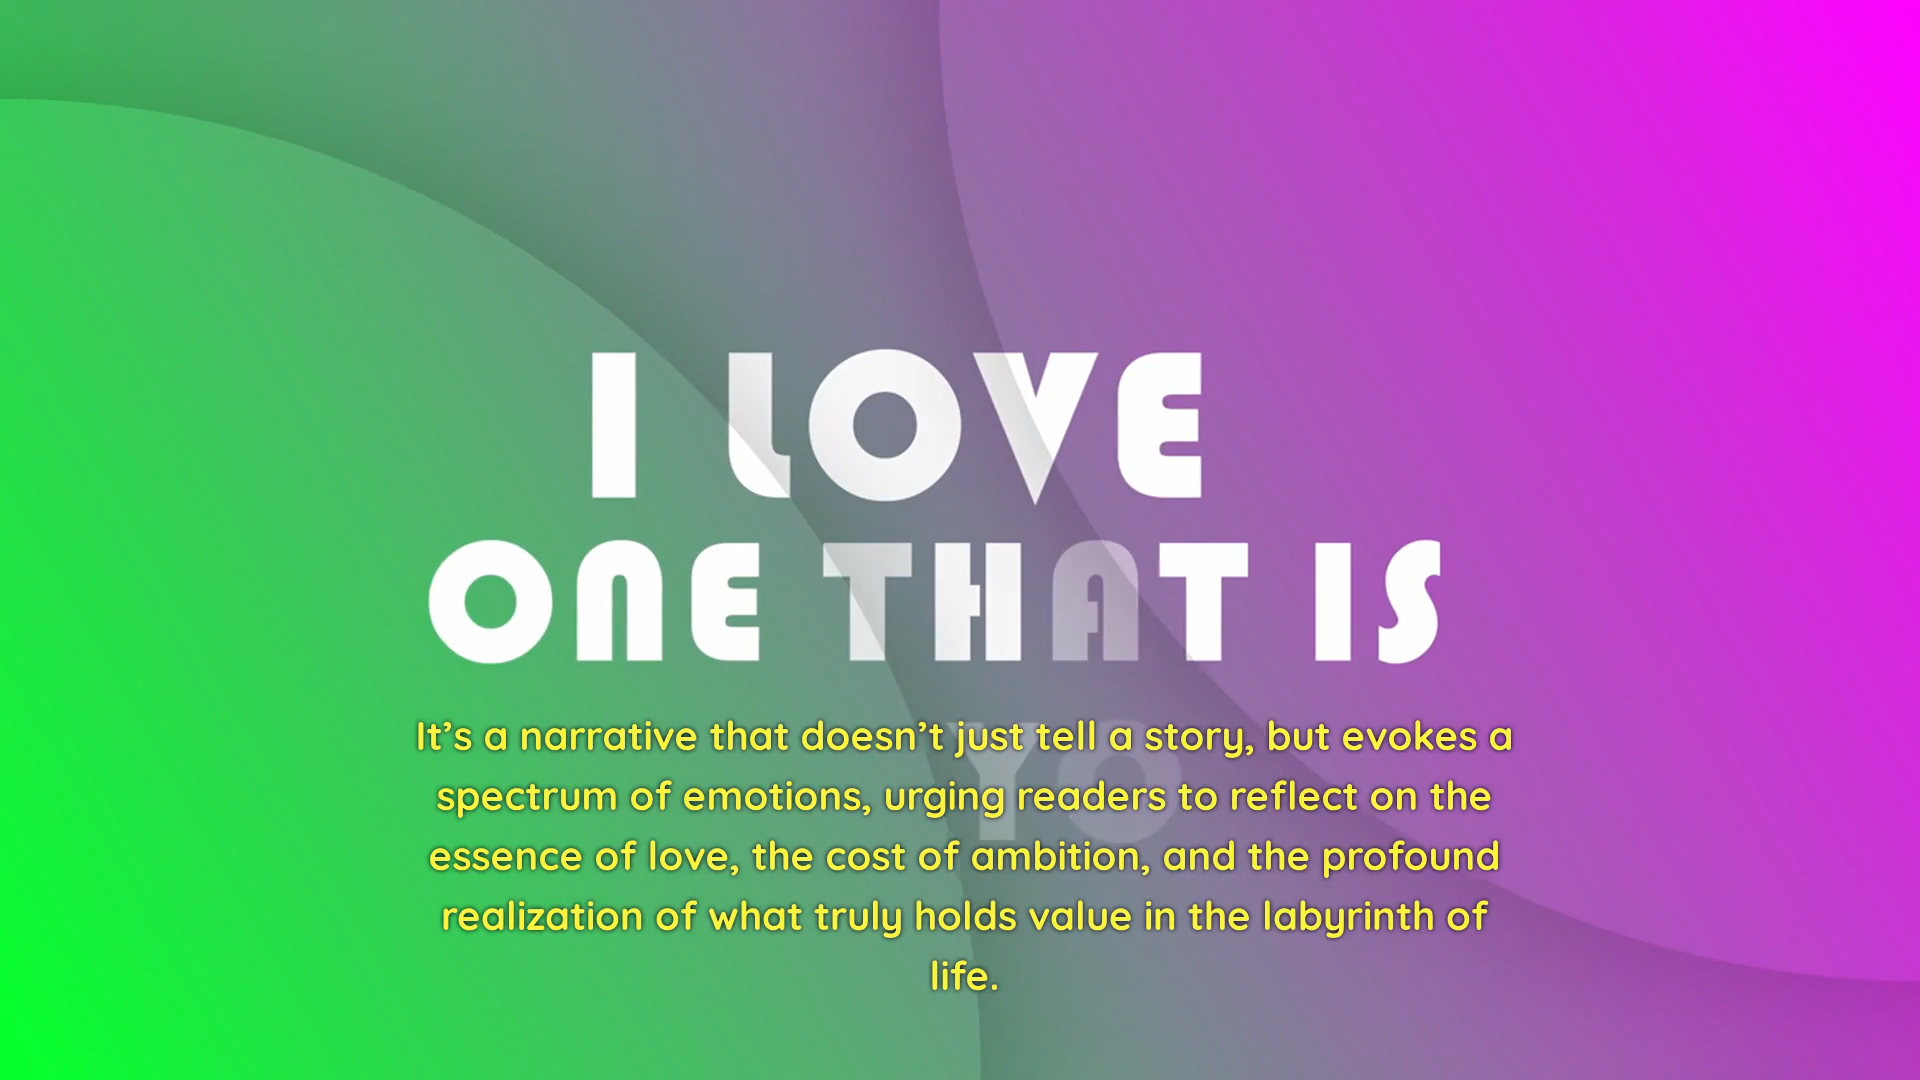 I LOVE
ONE THAT IS
YO
It’s a narrative that doesn’t just tell a story, but evokes a
spectrum of emotions, urging readers to reflect on the
essence of love, the cost of ambition, and the profound
realization of what truly holds value in the labyrinth of
life.